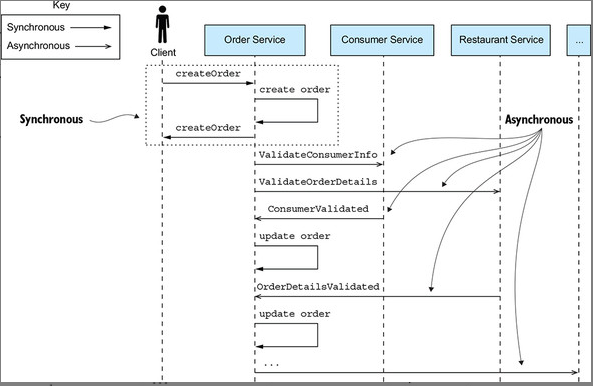 Key
Synchronous
Asynchronous
Client
Order Service
Consumer Service
Restaurant Service
...
createOrder
create order
Synchronous
createOrder
Asynchronous
ValidateConsumerInfo
ValidateOrderDetails
ConsumerValidated
update order
OrderDetailsValidated
update order
...